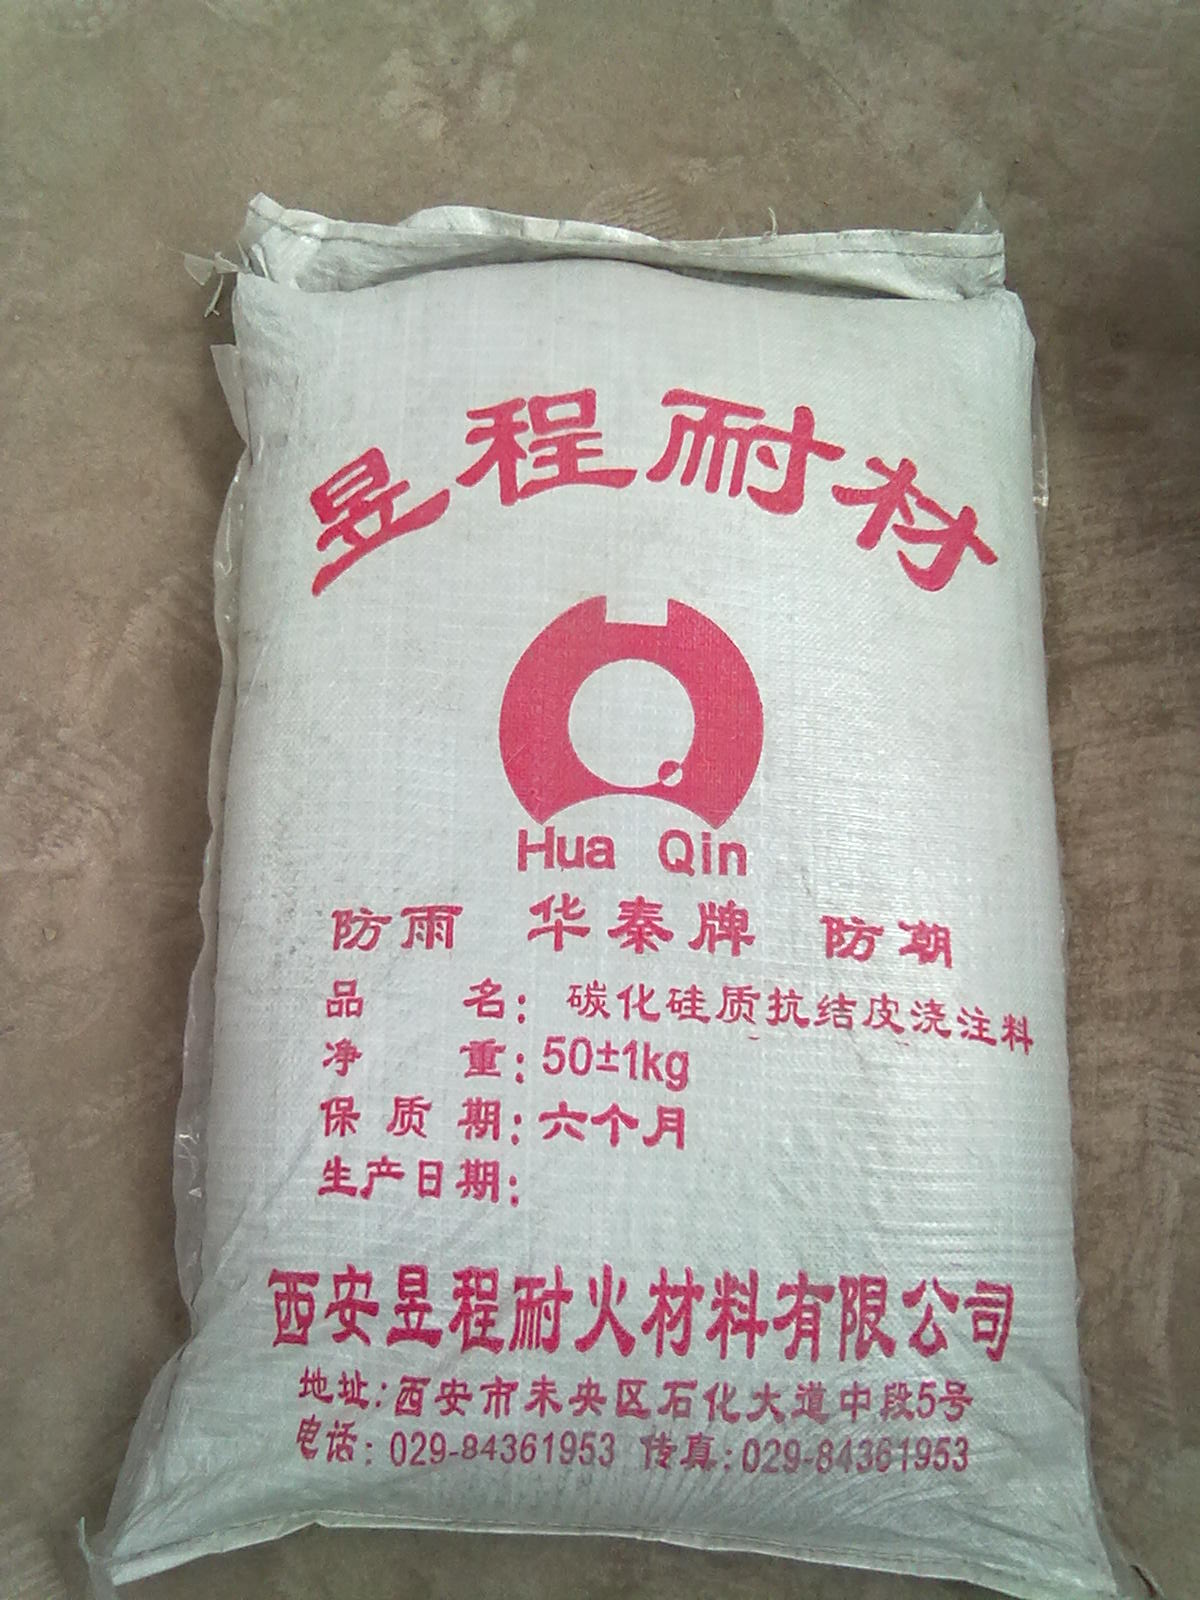 昱程耐材
Hua Qin
防雨 华秦牌 防朝
品名：碳化硅质抗结皮浇注料
净重：50±1kg
保质期：六个月
生产日期：
西安昱程耐火材料有限公司
地址：西安市未央区石化大道中段5号
电话：029-84361953 传真：029-84361953